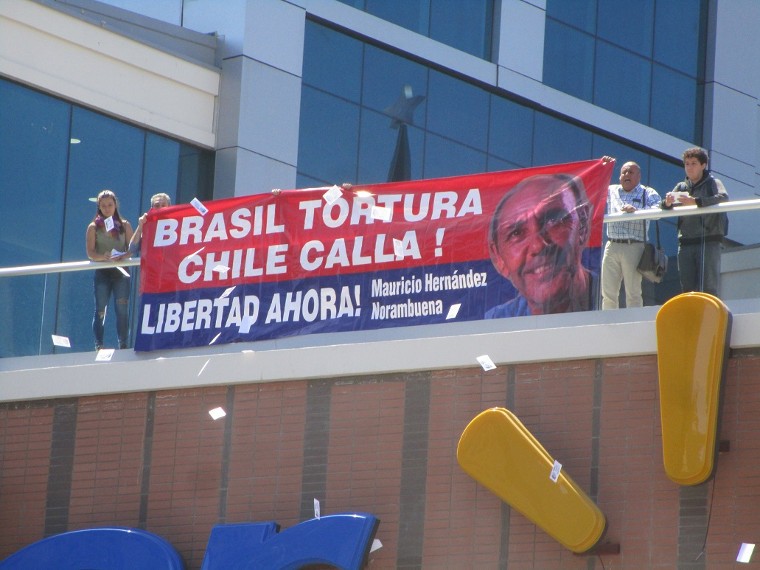 BRASIL TORTURA
CHILE CALLA !
LIBERTAD AHORA! Mauricio Hernández
Norambuena